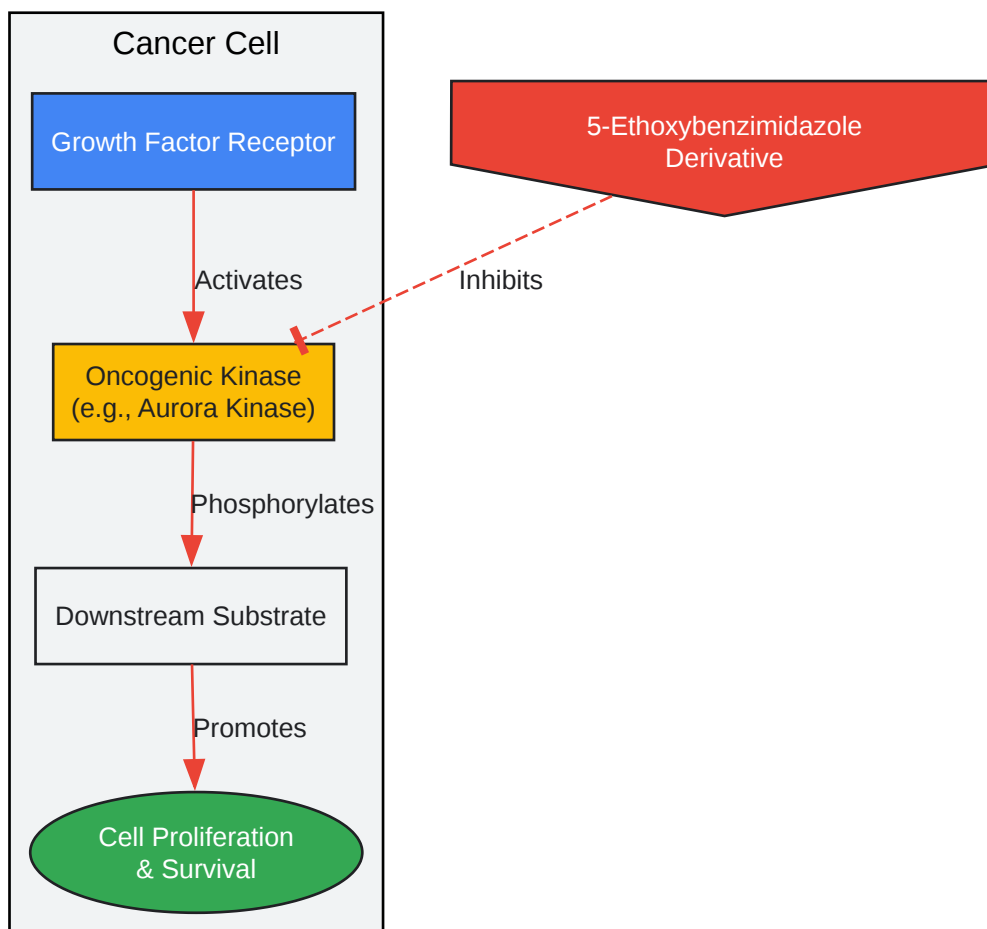 Cancer Cell
Growth Factor Receptor
5-Ethoxybenzimidazole
Derivative
Activates
Inhibits
Oncogenic Kinase
(e.g., Aurora Kinase)
Phosphorylates
Downstream Substrate
Promotes
Cell Proliferation
& Survival